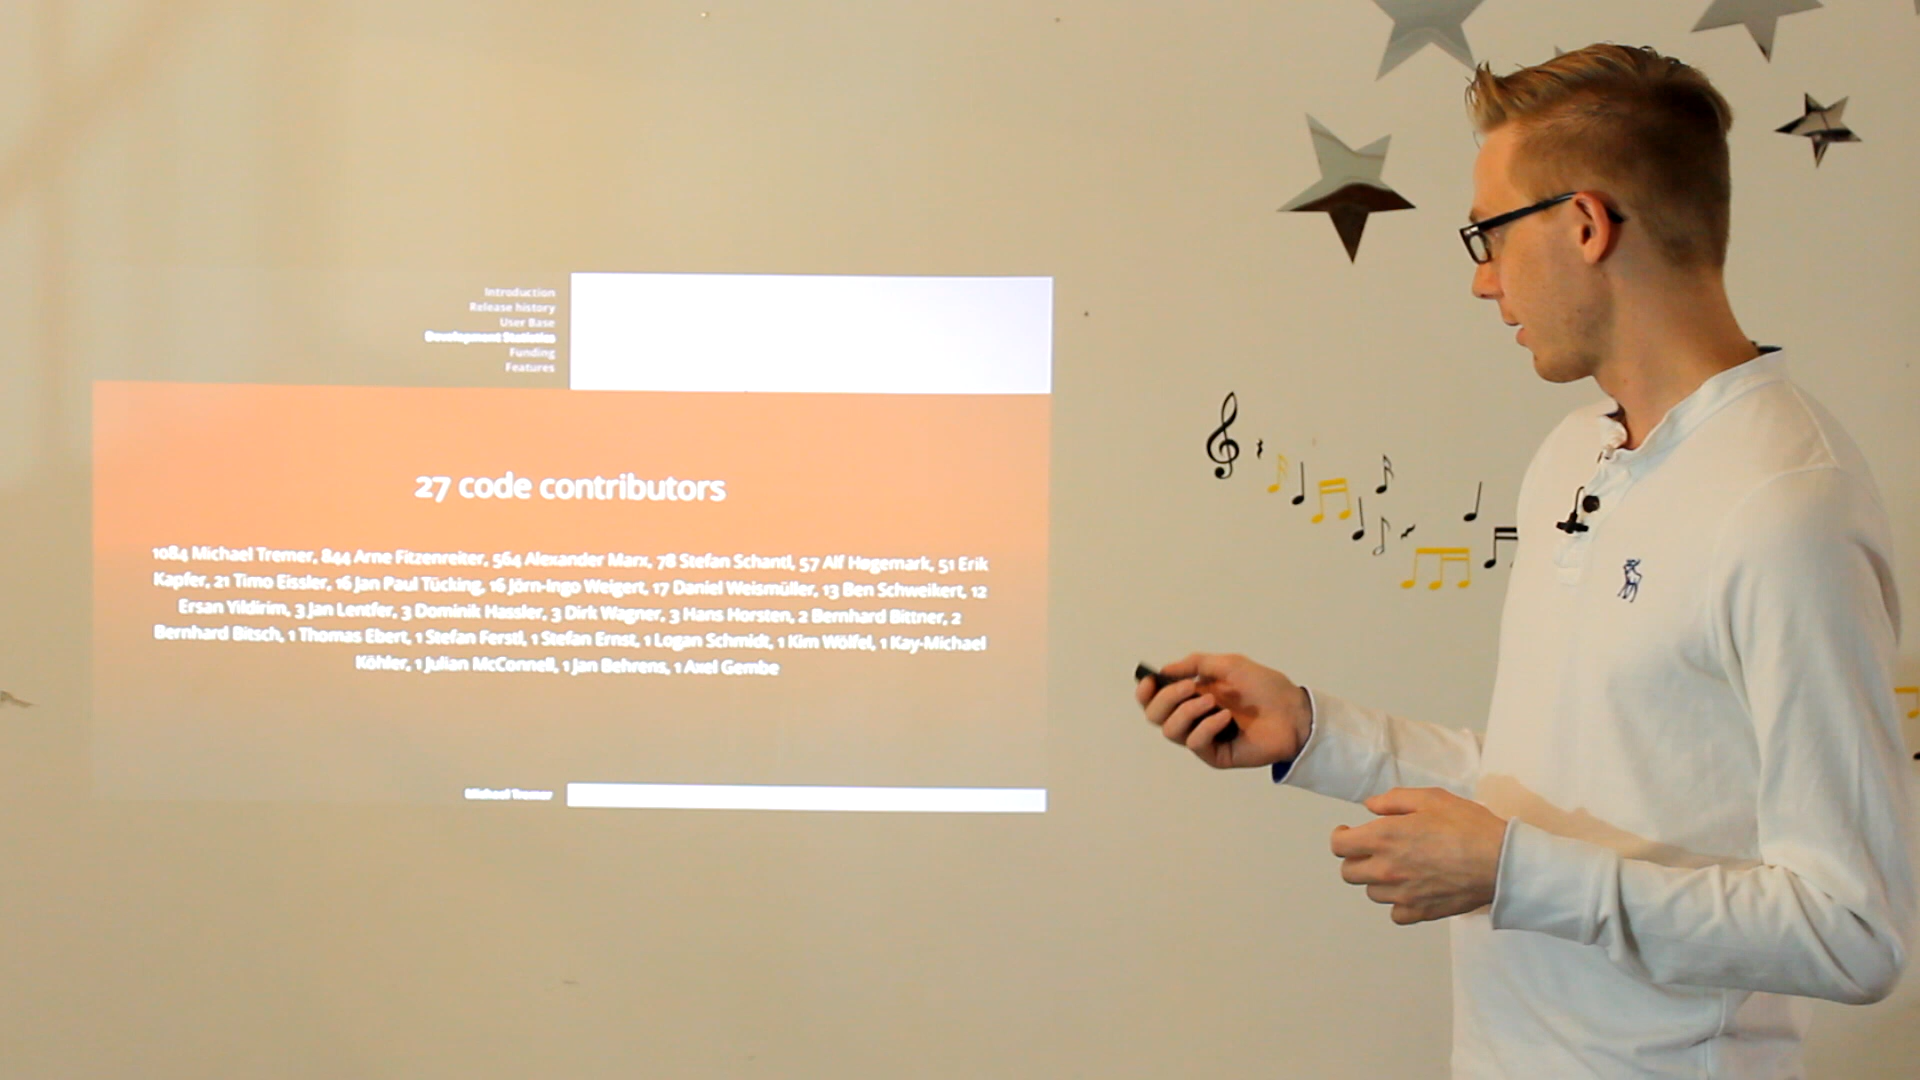 Introduction
Release history
User Base
Development Statistics
Funding
Features
27 code contributors
1084 Michael Tremer, 844 Arne Fitzenreiter, 564 Alexander Marx, 78 Stefan Schantl, 57 Alf Høgemark, 51 Erik
Kapfer, 21 Timo Eissler, 16 Jan Paul Tücking, 16 Jörn-Ingo Weigert, 17 Daniel Weismüller, 13 Ben Schweikert, 12
Ersan Yildirim, 3 Jan Lentfer, 3 Dominik Hassler, 3 Dirk Wagner, 3 Hans Horsten, 2 Bernhard Bittner, 2
Bernhard Bitsch, 1 Thomas Ebert, 1 Stefan Ferstl, 1 Stefan Ernst, 1 Logan Schmidt, 1 Kim Wölfel, 1 Kay-Michael
Köhler, 1 Julian McConnell, 1 Jan Behrens, 1 Axel Gembe
Michael Tremer